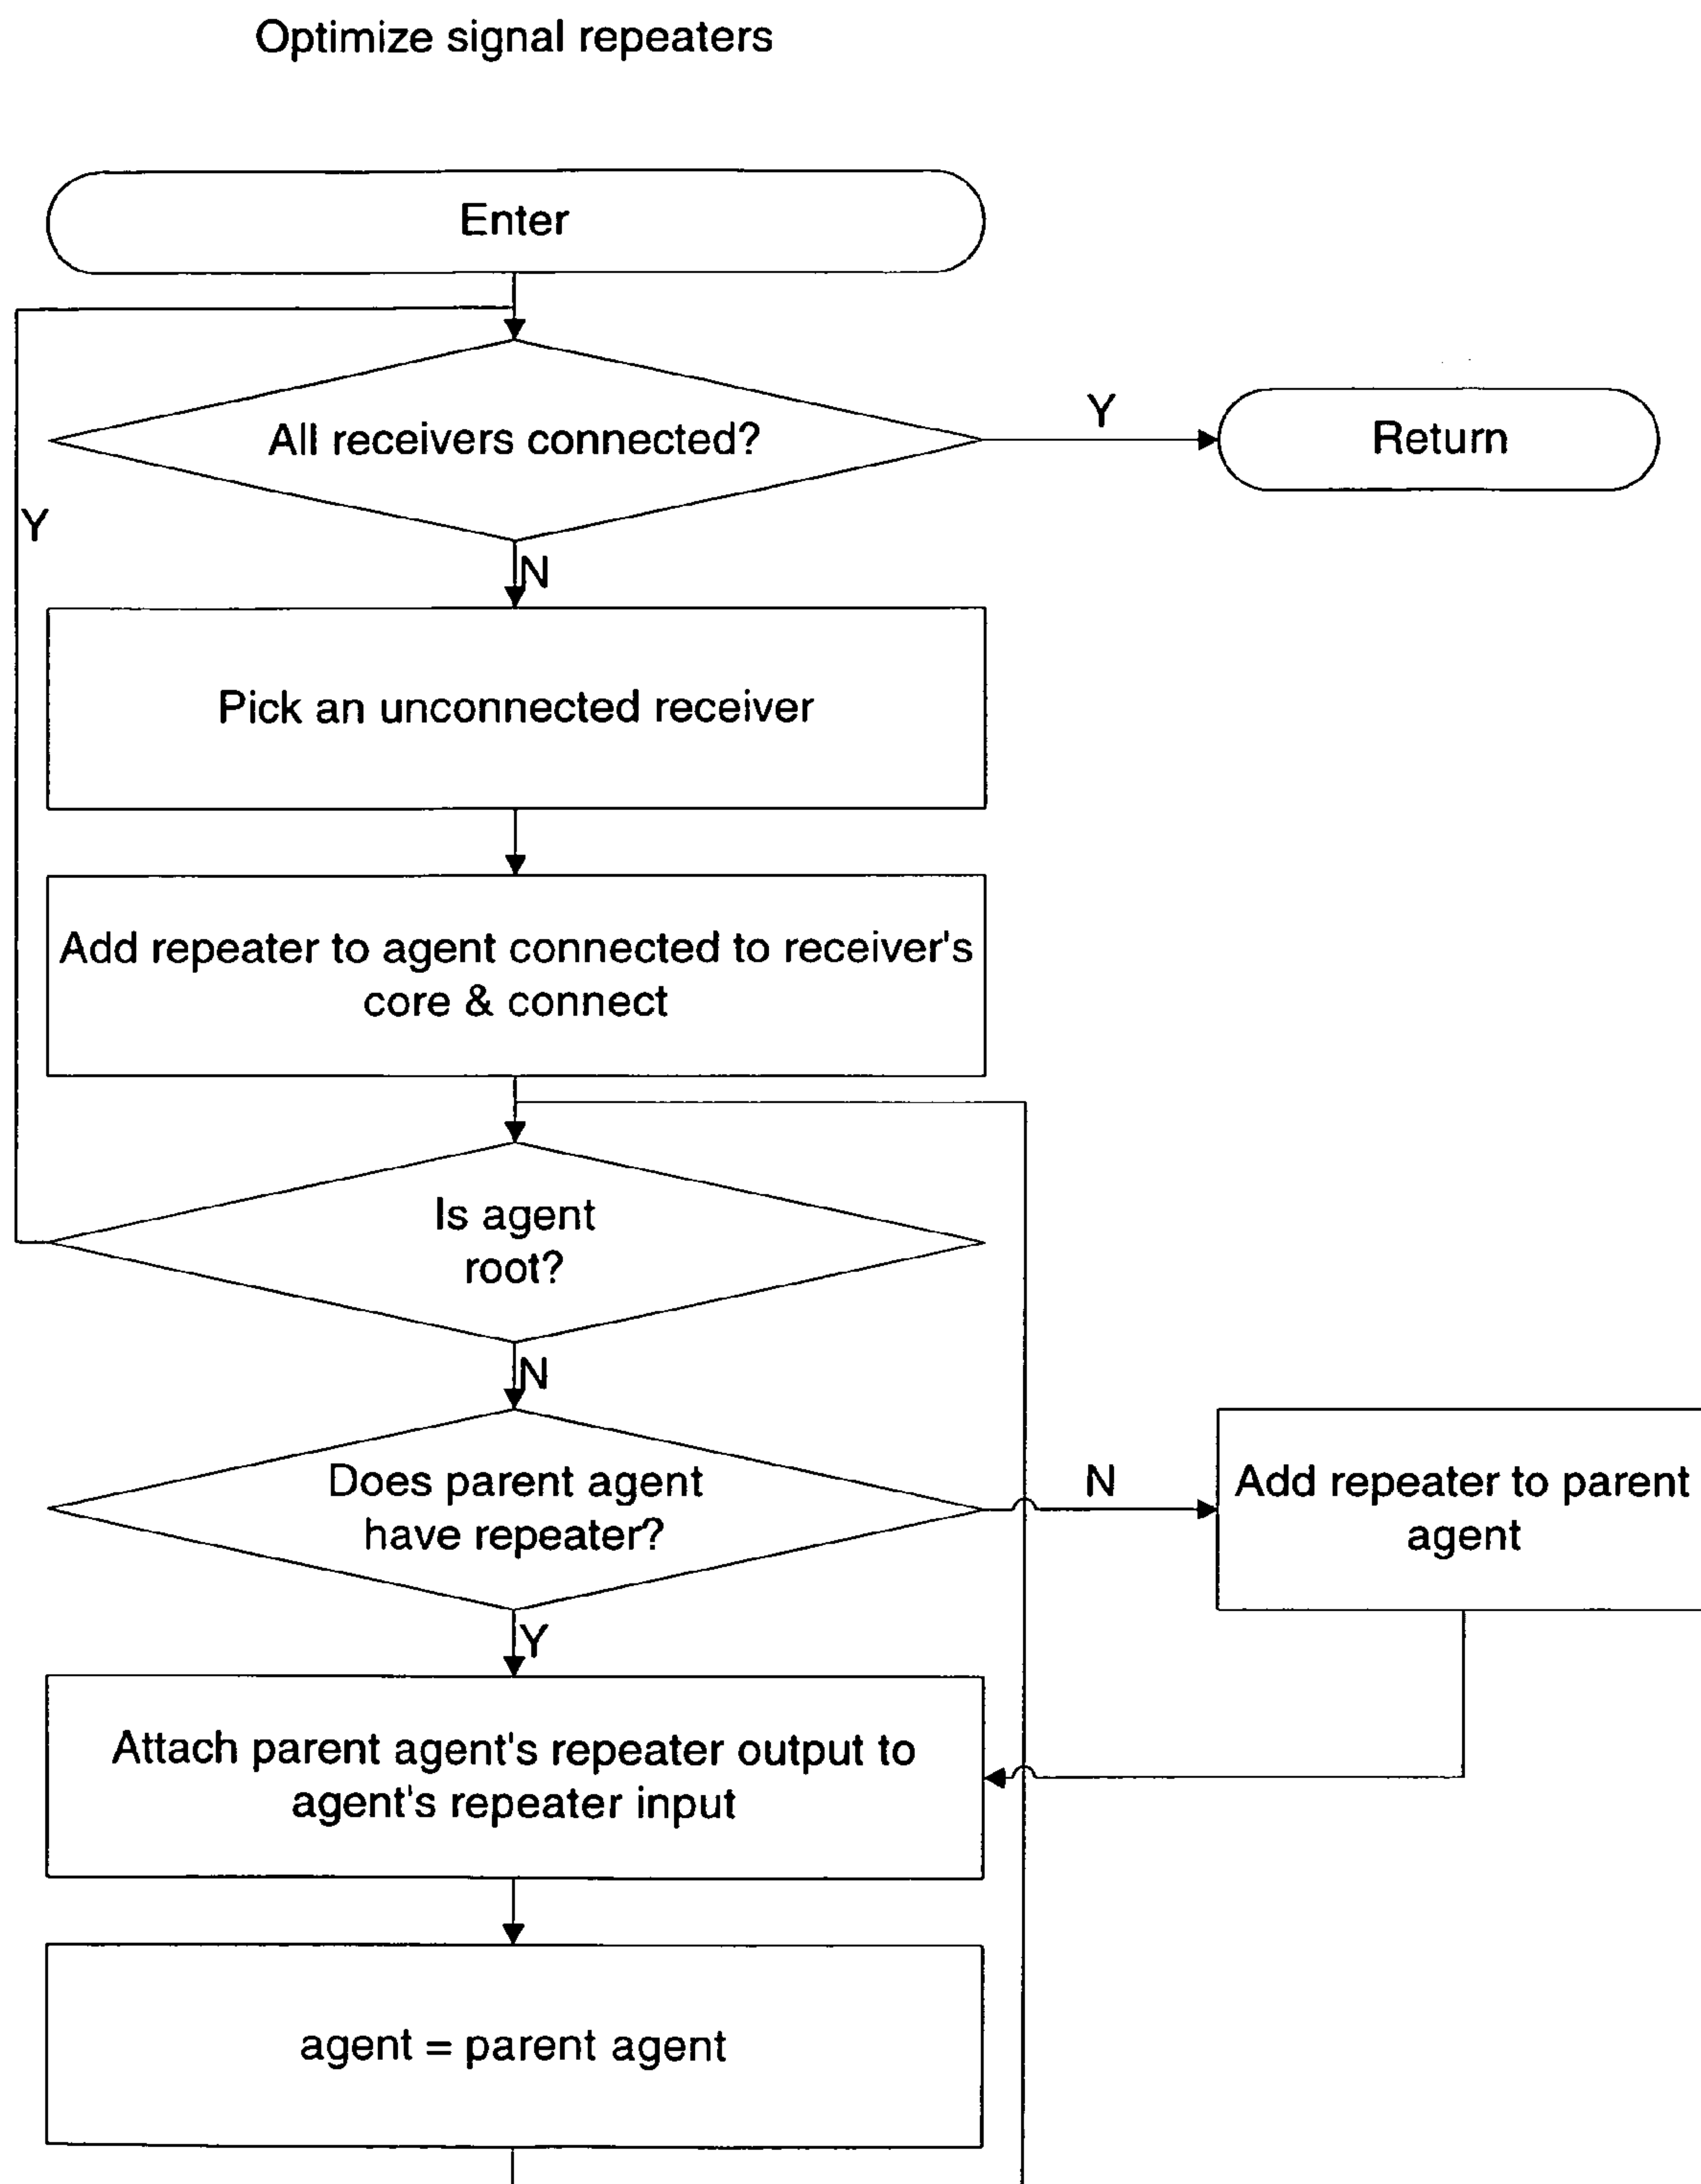 Optimize signal repeaters
Enter
All receivers connected?
Y
Return
Y
N
Pick an unconnected receiver
Add repeater to agent connected to receiver's
core & connect
Is agent
root?
N
Does parent agent
have repeater?
N
Add repeater to parent
agent
Y
Attach parent agent's repeater output to
agent's repeater input
agent = parent agent